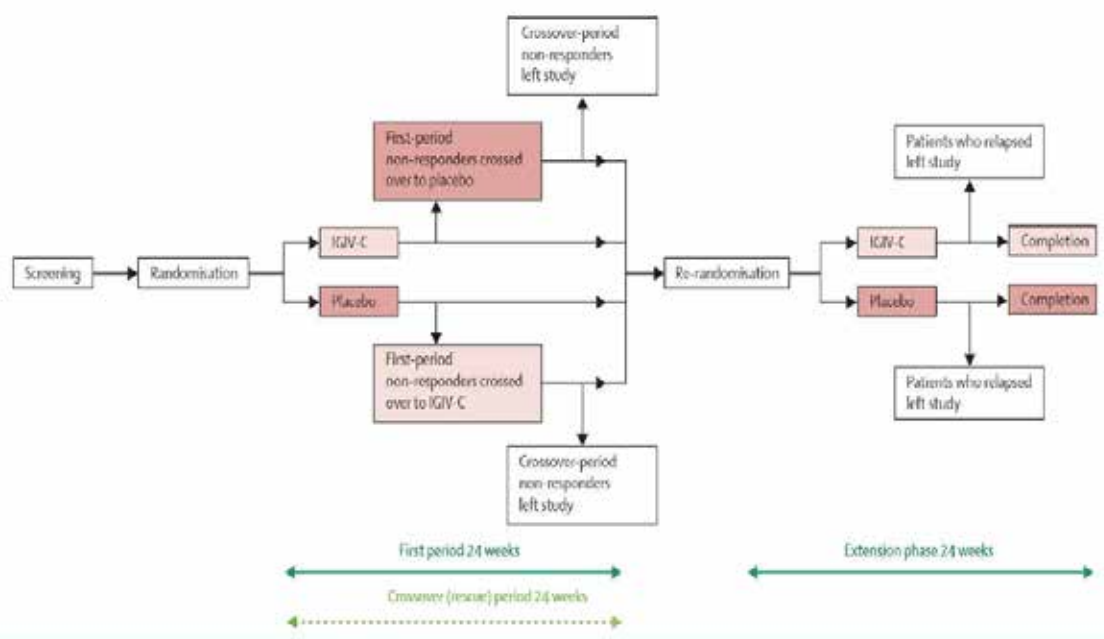 Crossover-period
non-responders
left study
First-period
non-responders crossed
over to placebo
Patients who relapsed
left study
IGIV-C
IGIV-C
Completion
Screening
Randomisation
Re-randomisation
Placebo
Placebo
Completion
First-period
non-responders crossed
over to IGIV-C
Patients who relapsed
left study
Crossover-period
non-responders
left study
First period 24 weeks
Extension phase 24 weeks
Crossover (rescue) period 24 weeks